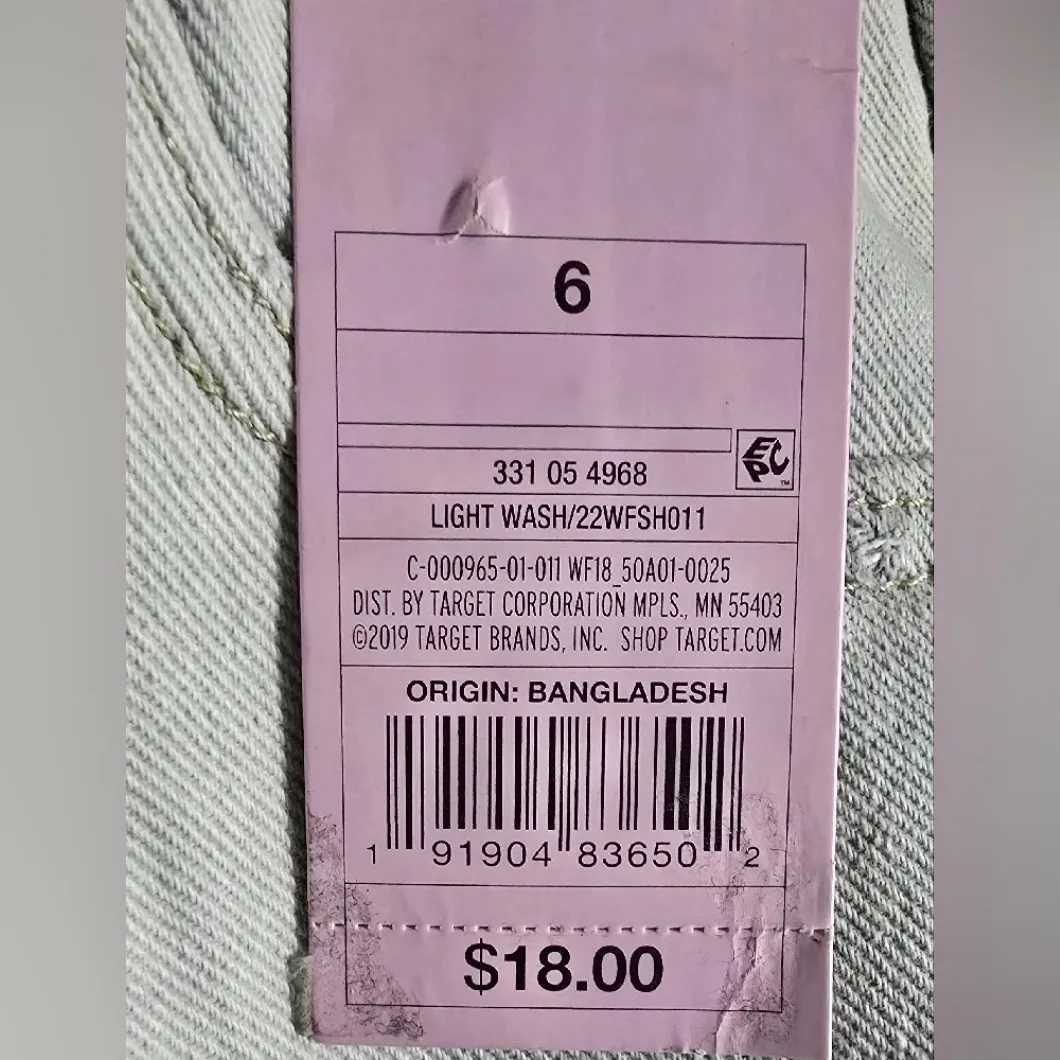 6
331 05 4968
EPC
TM
LIGHT WASH/22WFSH011
C-000965-01-011 WF18_50A01-0025
DIST. BY TARGET CORPORATION MPLS., MN 55403
©2019 TARGET BRANDS, INC. SHOP TARGET.COM
ORIGIN: BANGLADESH
1 91904 83650 2
$18.00